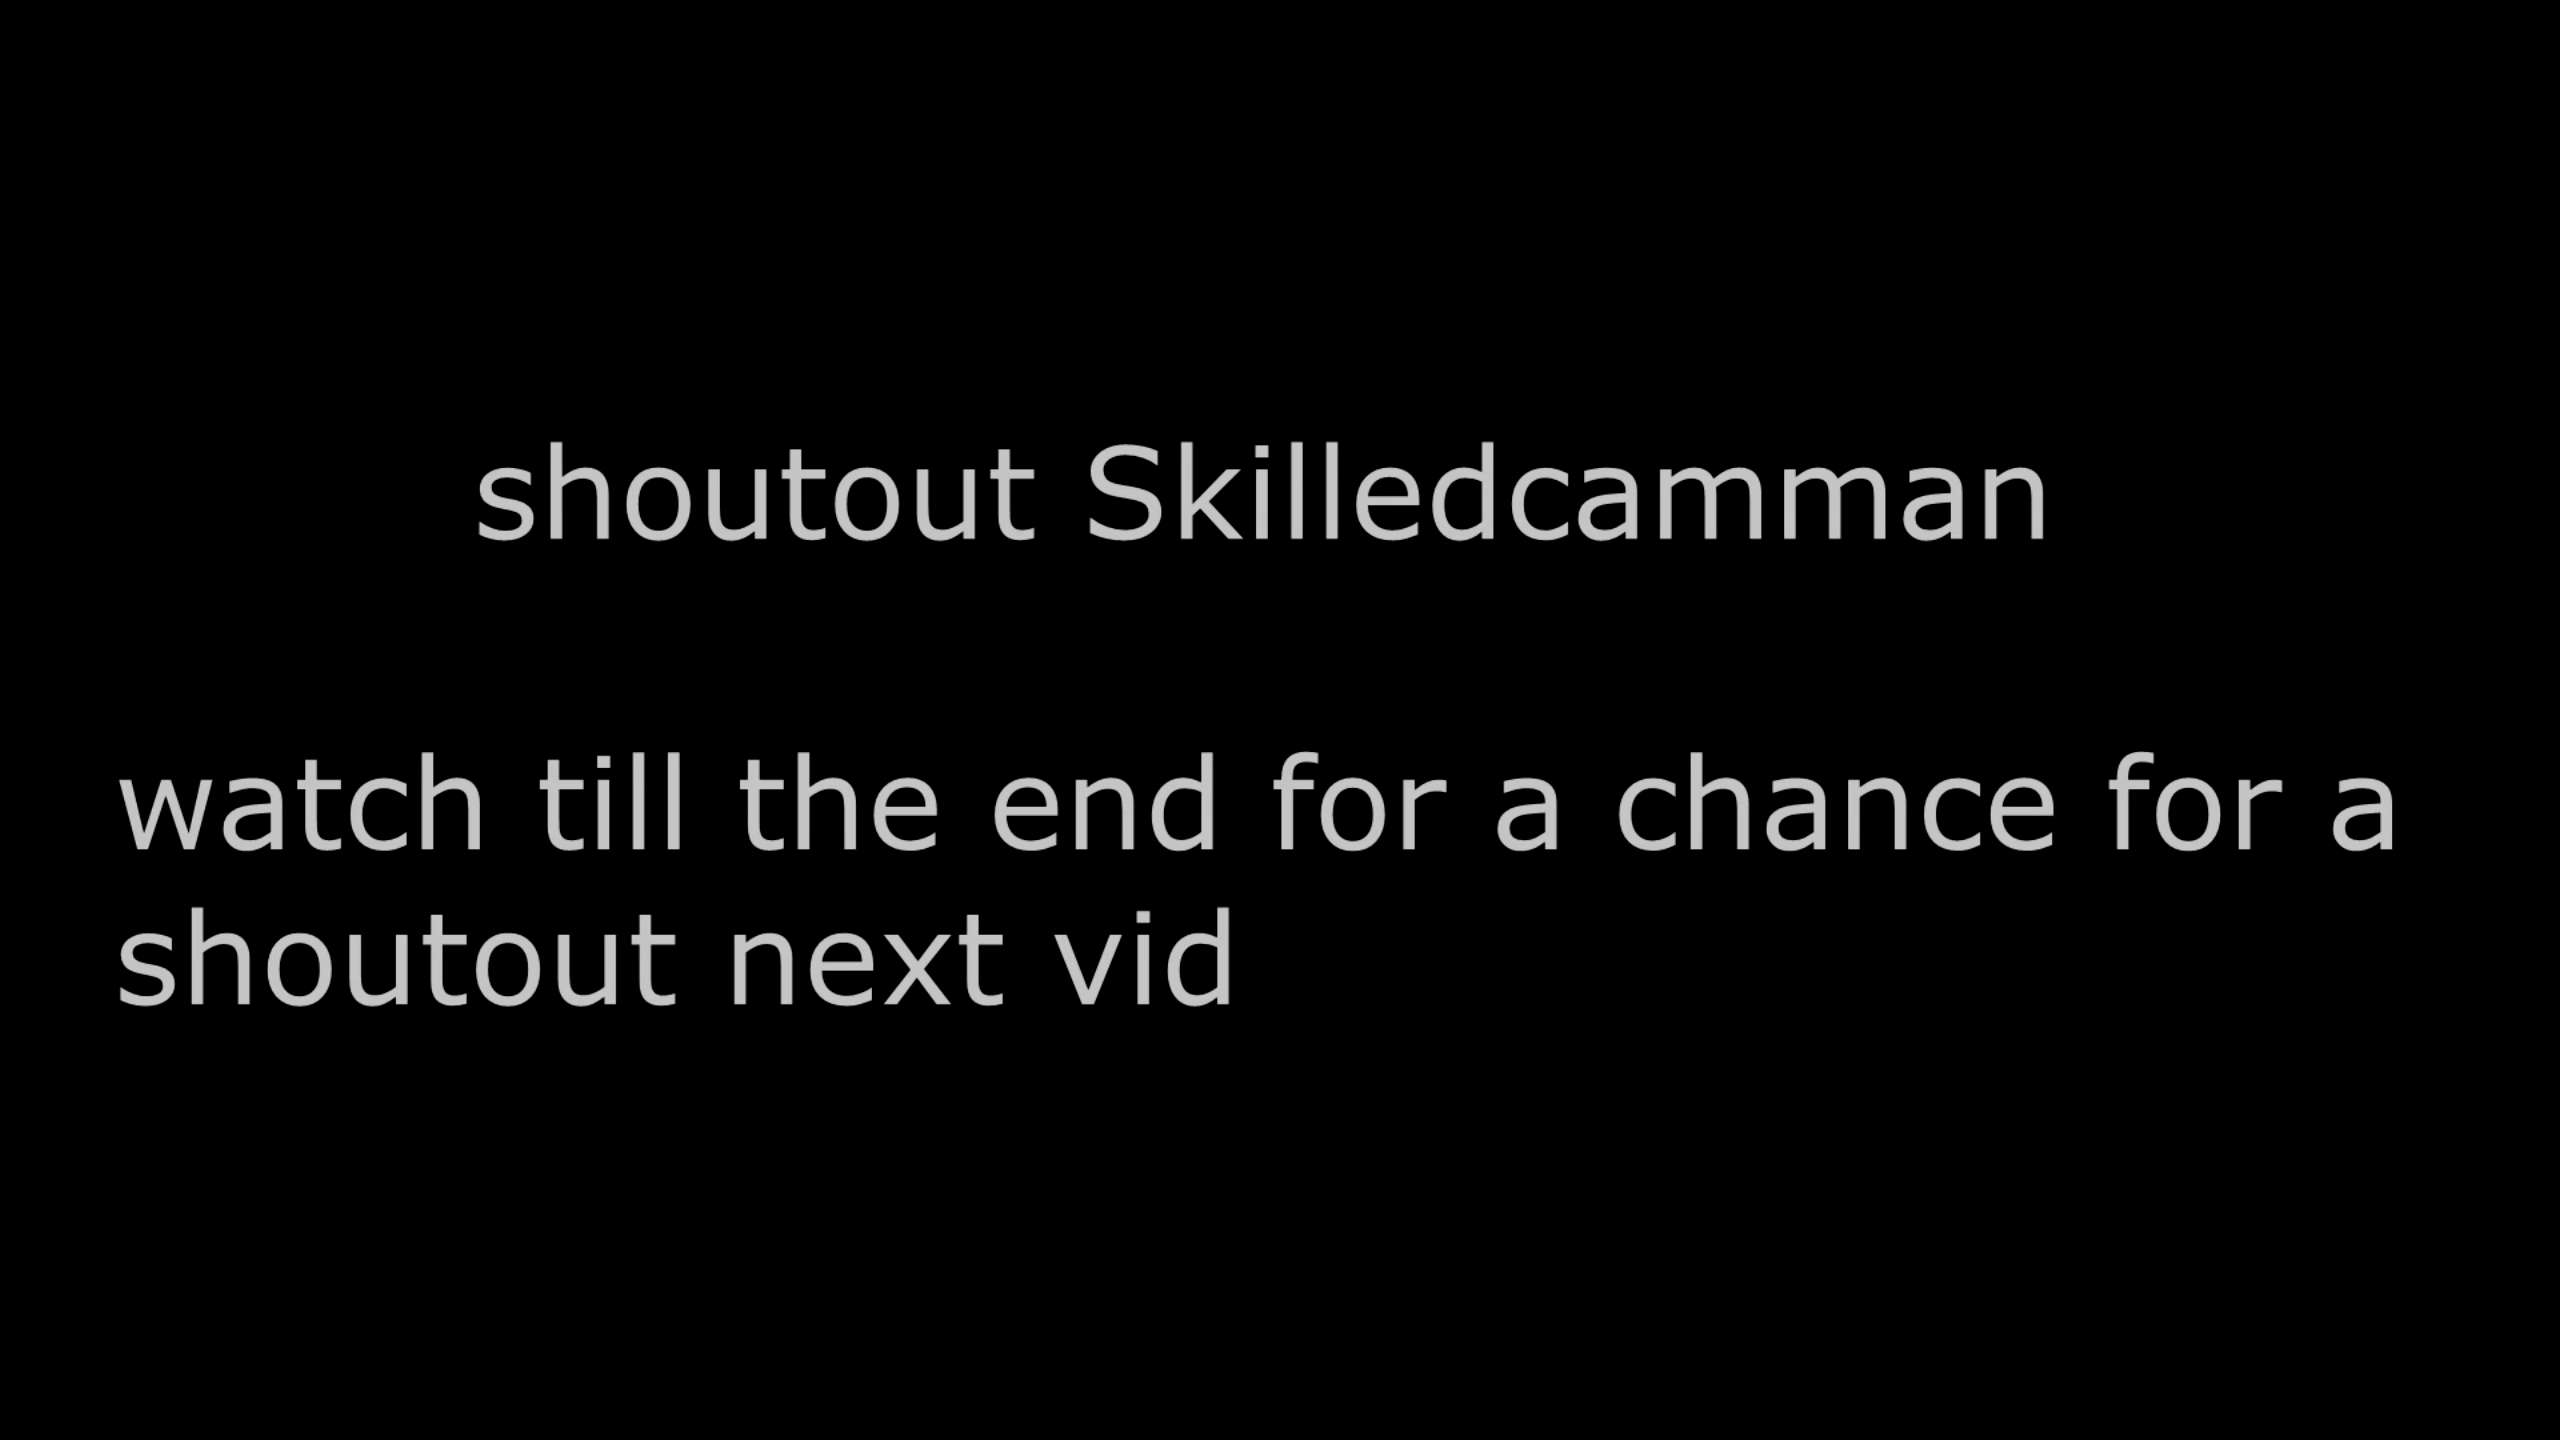 shoutout Skilledcamman
watch till the end for a chance for a
shoutout next vid